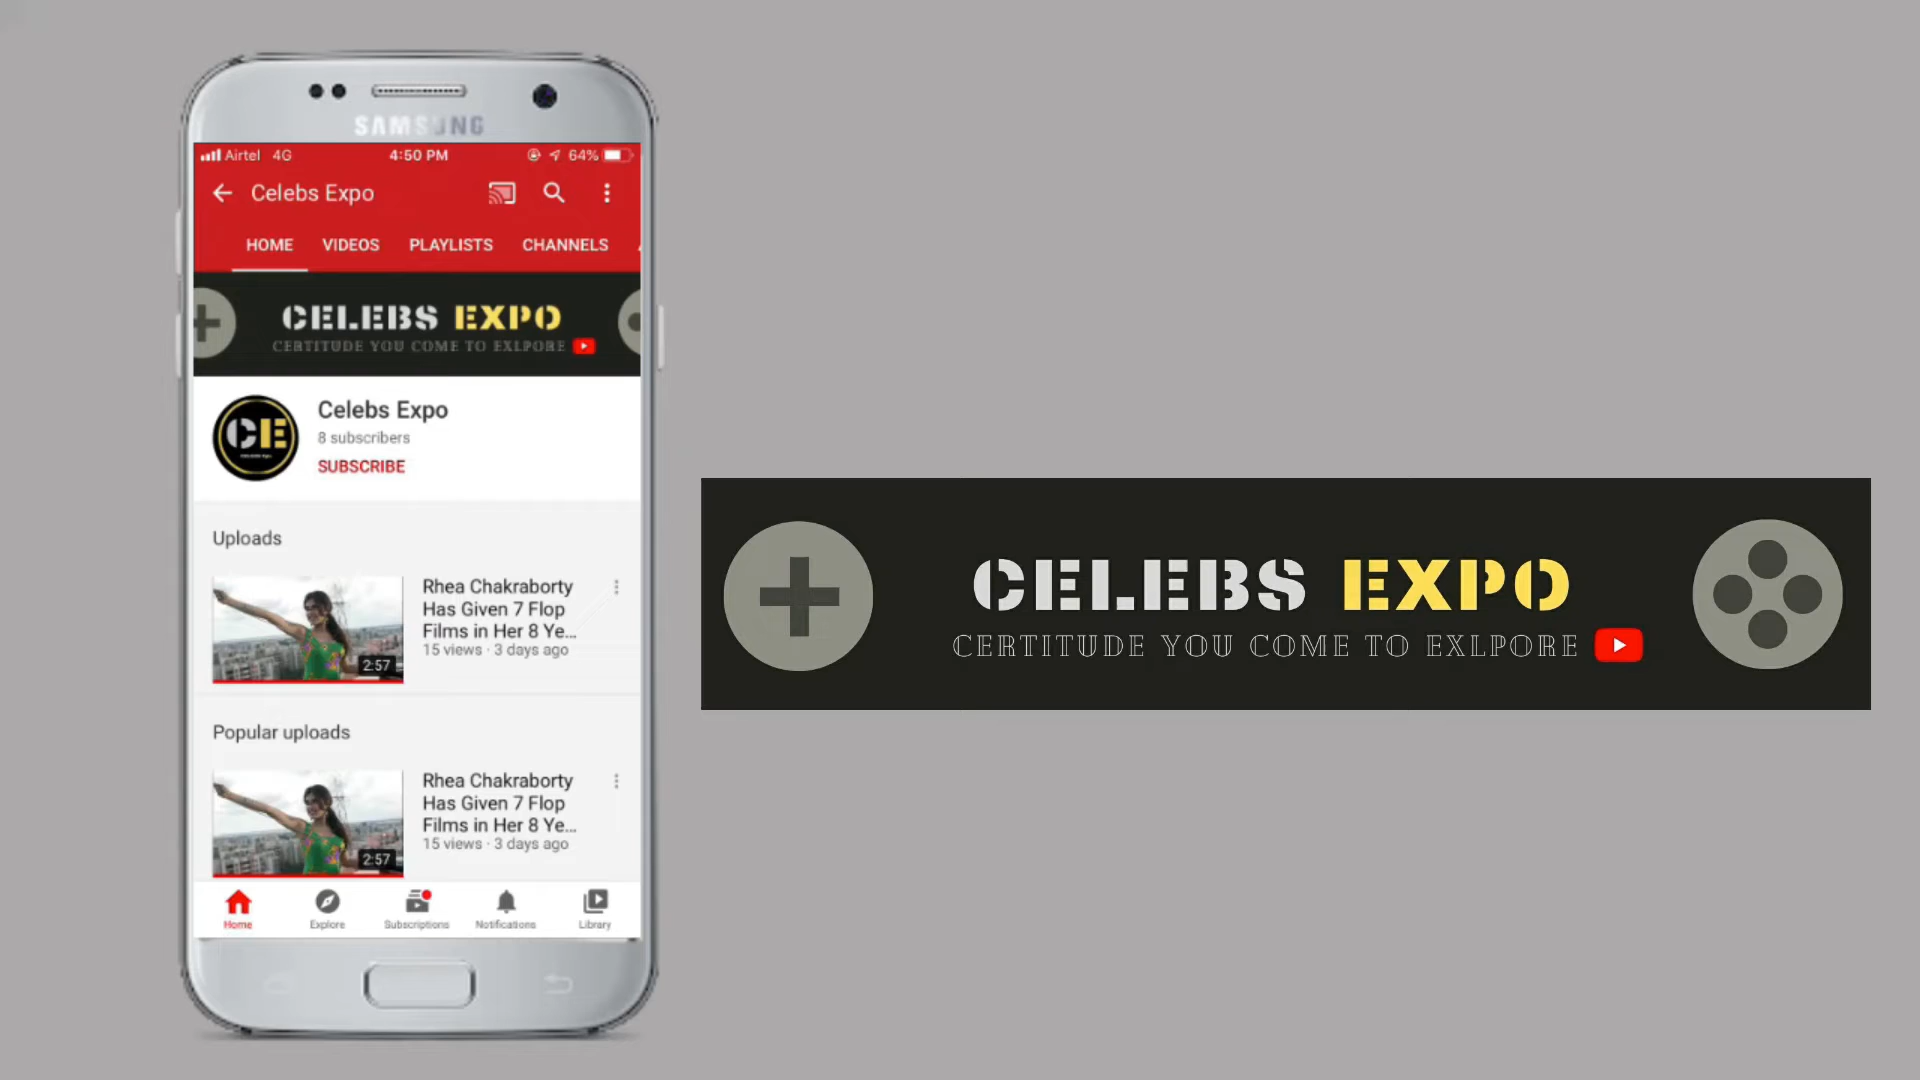 SAMSUNG
Airtel 4G 4:50 PM 64%
Celebs Expo
HOME VIDEOS PLAYLISTS CHANNELS
CELEBS EXPO
CERTITUDE YOU COME TO EXLPORE
CE
Celebs Expo
8 subscribers
SUBSCRIBE
Uploads
Rhea Chakraborty
Has Given 7 Flop
Films in Her 8 Ye...
15 views · 3 days ago
2:57
Popular uploads
Rhea Chakraborty
Has Given 7 Flop
Films in Her 8 Ye...
15 views · 3 days ago
2:57
Home Explore Subscriptions Notifications Library
CELEBS EXPO
CERTITUDE YOU COME TO EXLPORE